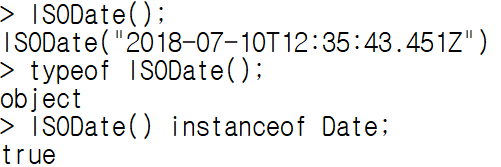 > ISODate();
ISODate("2018-07-10T12:35:43.451Z")
> typeof ISODate();
object
> ISODate() instanceof Date;
true